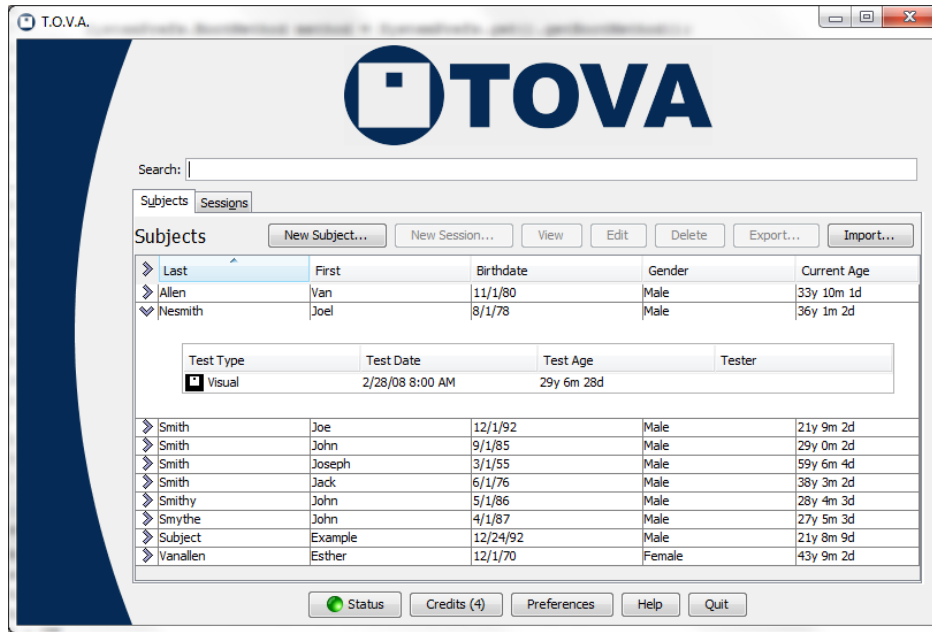 T.O.V.A.
TOVA
Search:
Subjects Sessions
Subjects New Subject... New Session... View Edit Delete Export... Import...
Last First Birthdate Gender Current Age
Allen Van 11/1/80 Male 33y 10m 1d
Nesmith Joel 8/1/78 Male 36y 1m 2d
Test Type Test Date Test Age Tester
Visual 2/28/08 8:00 AM 29y 6m 28d
Smith Joe 12/1/92 Male 21y 9m 2d
Smith John 9/1/85 Male 29y 0m 2d
Smith Joseph 3/1/55 Male 59y 6m 4d
Smith Jack 6/1/76 Male 38y 3m 2d
Smithy John 5/1/86 Male 28y 4m 3d
Smythe John 4/1/87 Male 27y 5m 3d
Subject Example 12/24/92 Male 21y 8m 9d
Vanallen Esther 12/1/70 Female 43y 9m 2d
Status Credits (4) Preferences Help Quit